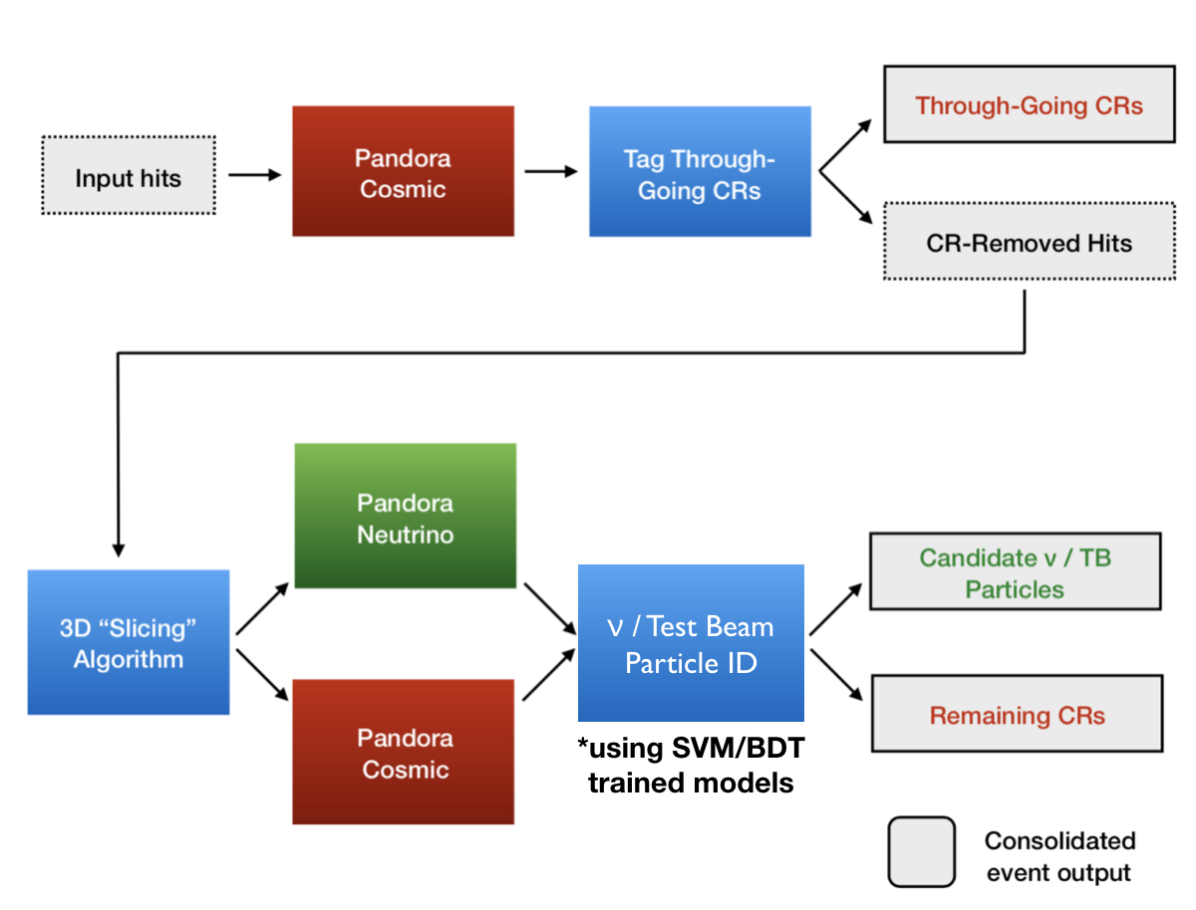 Input hits
Pandora
Cosmic
Tag Through-
Going CRs
Through-Going CRs
CR-Removed Hits
Pandora
Neutrino
3D “Slicing”
Algorithm
Pandora
Cosmic
ν / Test Beam
Particle ID
*using SVM/BDT
trained models
Candidate ν / TB
Particles
Remaining CRs
Consolidated
event output